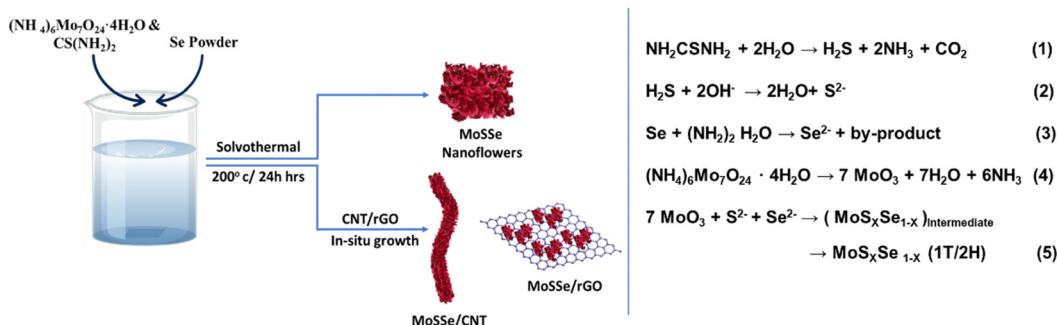 (NH 4)6Mo7O24·4H2O &
CS(NH2)2
Se Powder
Solvothermal
200⁰ c/ 24h hrs
MoSSe
Nanoflowers
CNT/rGO
In-situ growth
MoSSe/rGO
MoSSe/CNT
NH2CSNH2 + 2H2O → H2S + 2NH3 + CO2 (1)
H2S + 2OH- → 2H2O+ S2- (2)
Se + (NH2)2 H2O → Se2- + by-product (3)
(NH4)6Mo7O24 · 4H2O → 7 MoO3 + 7H2O + 6NH3 (4)
7 MoO3 + S2- + Se2- → ( MoSXSe1-X )Intermediate
→ MoSXSe 1-X (1T/2H) (5)